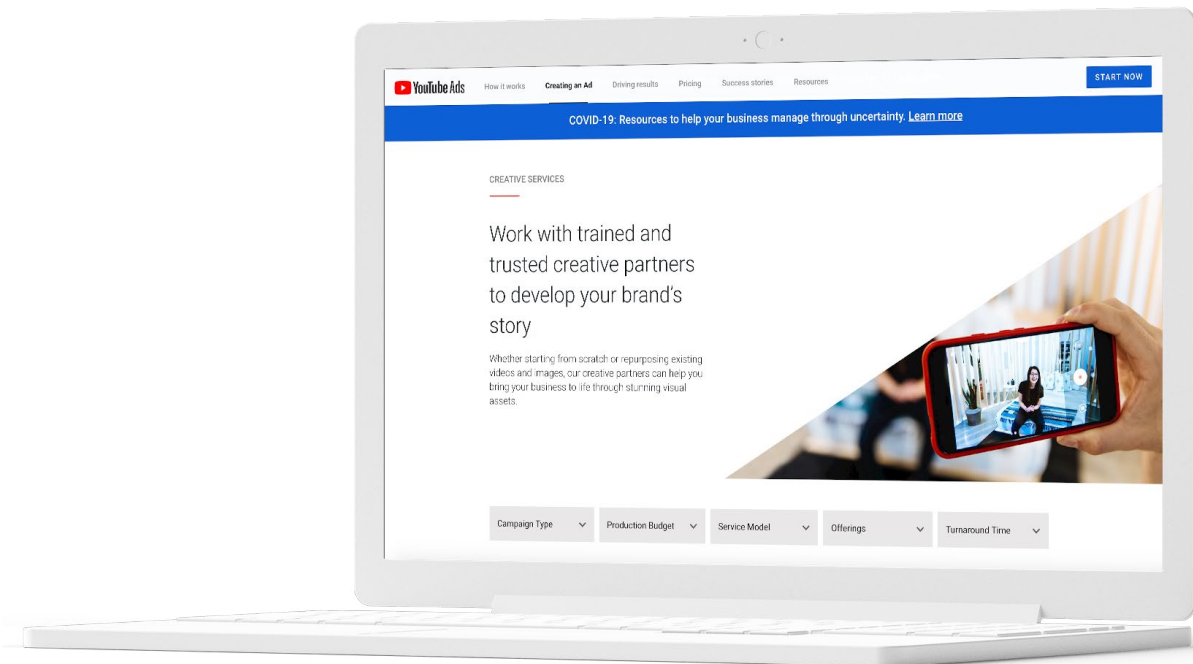 YouTube Ads
How it works
Creating an Ad
Driving results
Pricing
Success stories
Resources
START NOW
COVID-19: Resources to help your business manage through uncertainty. Learn more
CREATIVE SERVICES
Work with trained and
trusted creative partners
to develop your brand's
story
Whether starting from scratch or repurposing existing
videos and images, our creative partners can help you
bring your business to life through stunning visual
assets.
Campaign Type
Production Budget
Service Model
Offerings
Turnaround Time